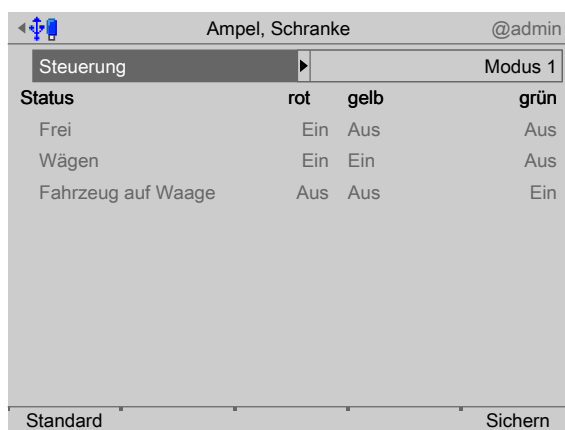 Ampel, Schranke @admin
Steuerung Modus 1
Status rot gelb grün
Frei Ein Aus Aus
Wägen Ein Ein Aus
Fahrzeug auf Waage Aus Aus Ein
Standard Sichern